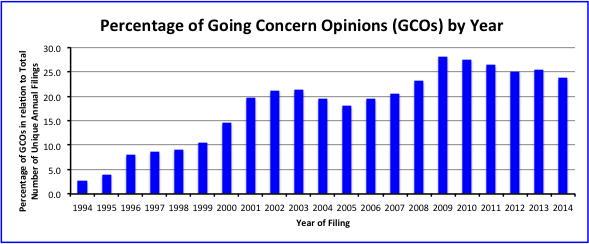 Percentage of Going Concern Opinions (GCOs) by Year
Percentage of GCOs in relation to Total
Number of Unique Annual Filings
30.0
25.0
20.0
15.0
10.0
5.0
0.0
1994 1995 1996 1997 1998 1999 2000 2001 2002 2003 2004 2005 2006 2007 2008 2009 2010 2011 2012 2013 2014
Year of Filing